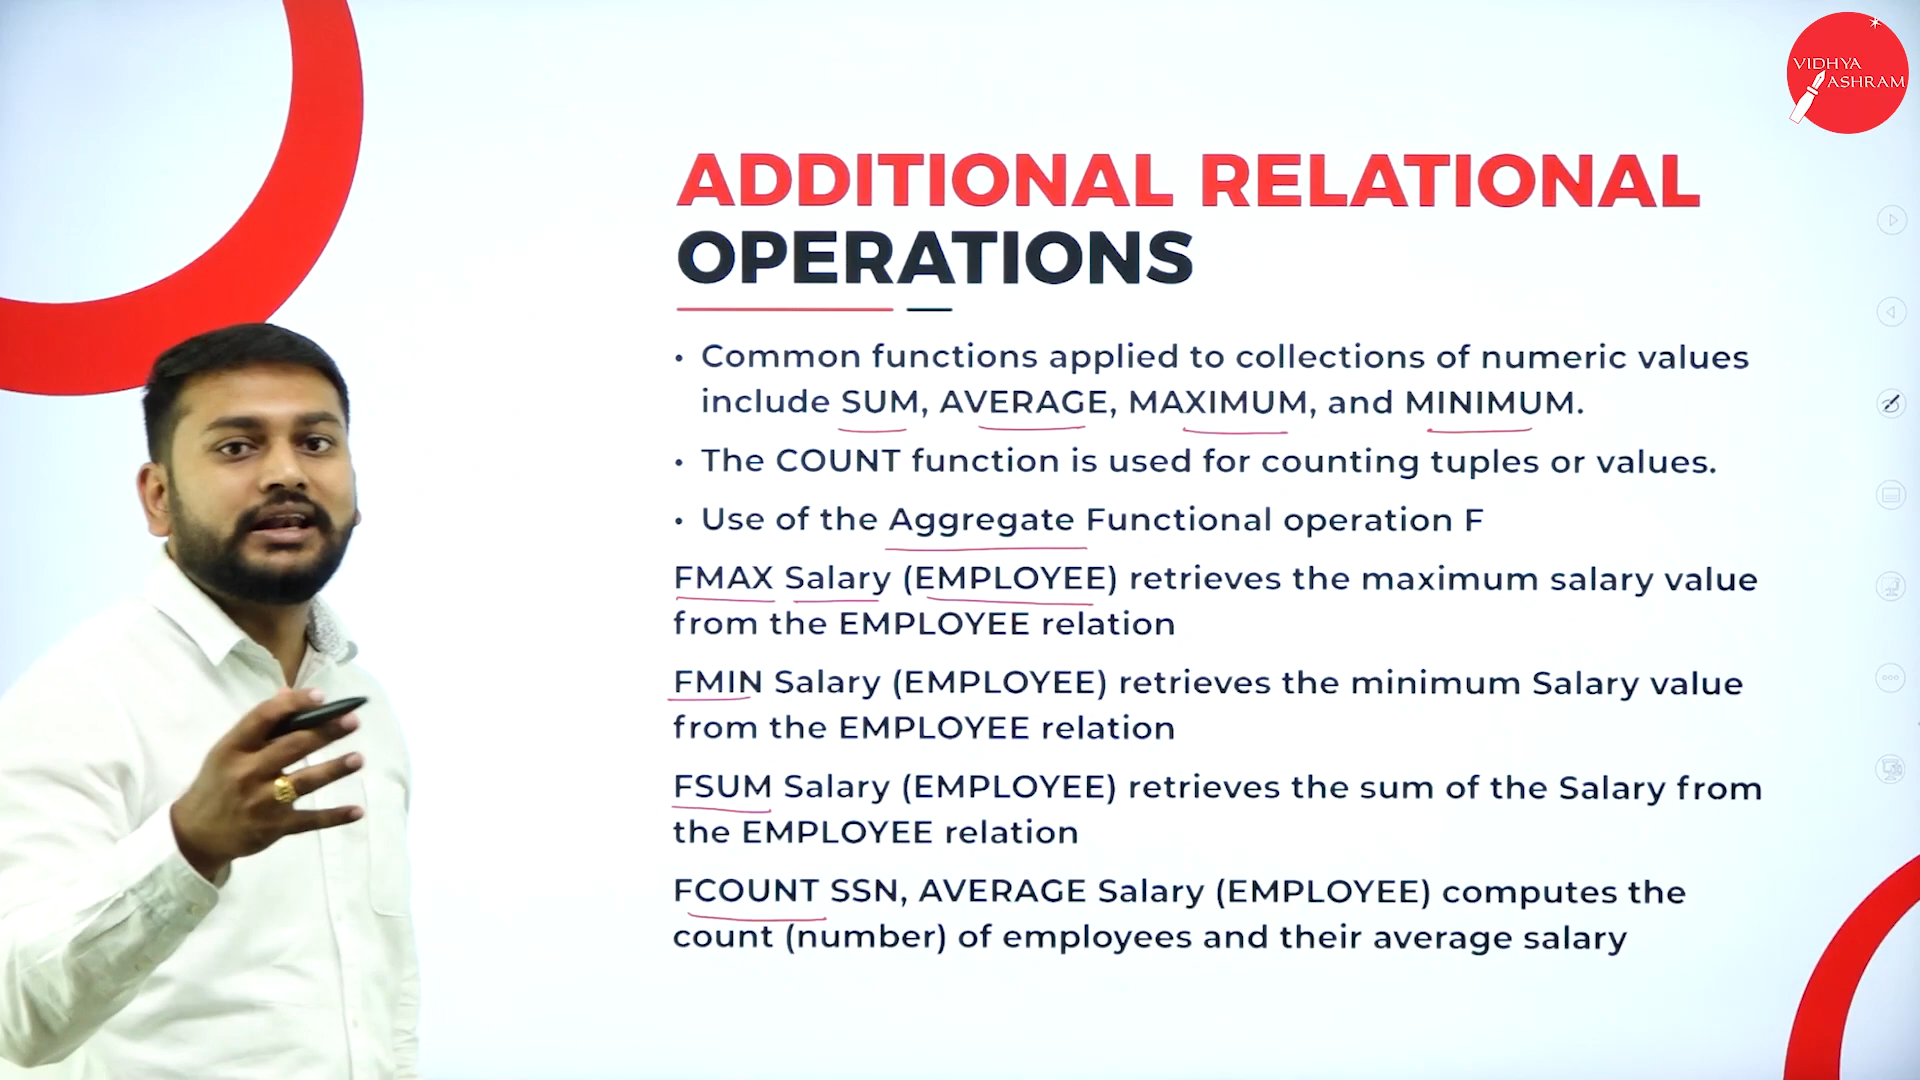 VIDHYA
ASHRAM
ADDITIONAL RELATIONAL
OPERATIONS
• Common functions applied to collections of numeric values
include SUM, AVERAGE, MAXIMUM, and MINIMUM.
• The COUNT function is used for counting tuples or values.
• Use of the Aggregate Functional operation F
FMAX Salary (EMPLOYEE) retrieves the maximum salary value
from the EMPLOYEE relation
FMIN Salary (EMPLOYEE) retrieves the minimum Salary value
from the EMPLOYEE relation
FSUM Salary (EMPLOYEE) retrieves the sum of the Salary from
the EMPLOYEE relation
FCOUNT SSN, AVERAGE Salary (EMPLOYEE) computes the
count (number) of employees and their average salary